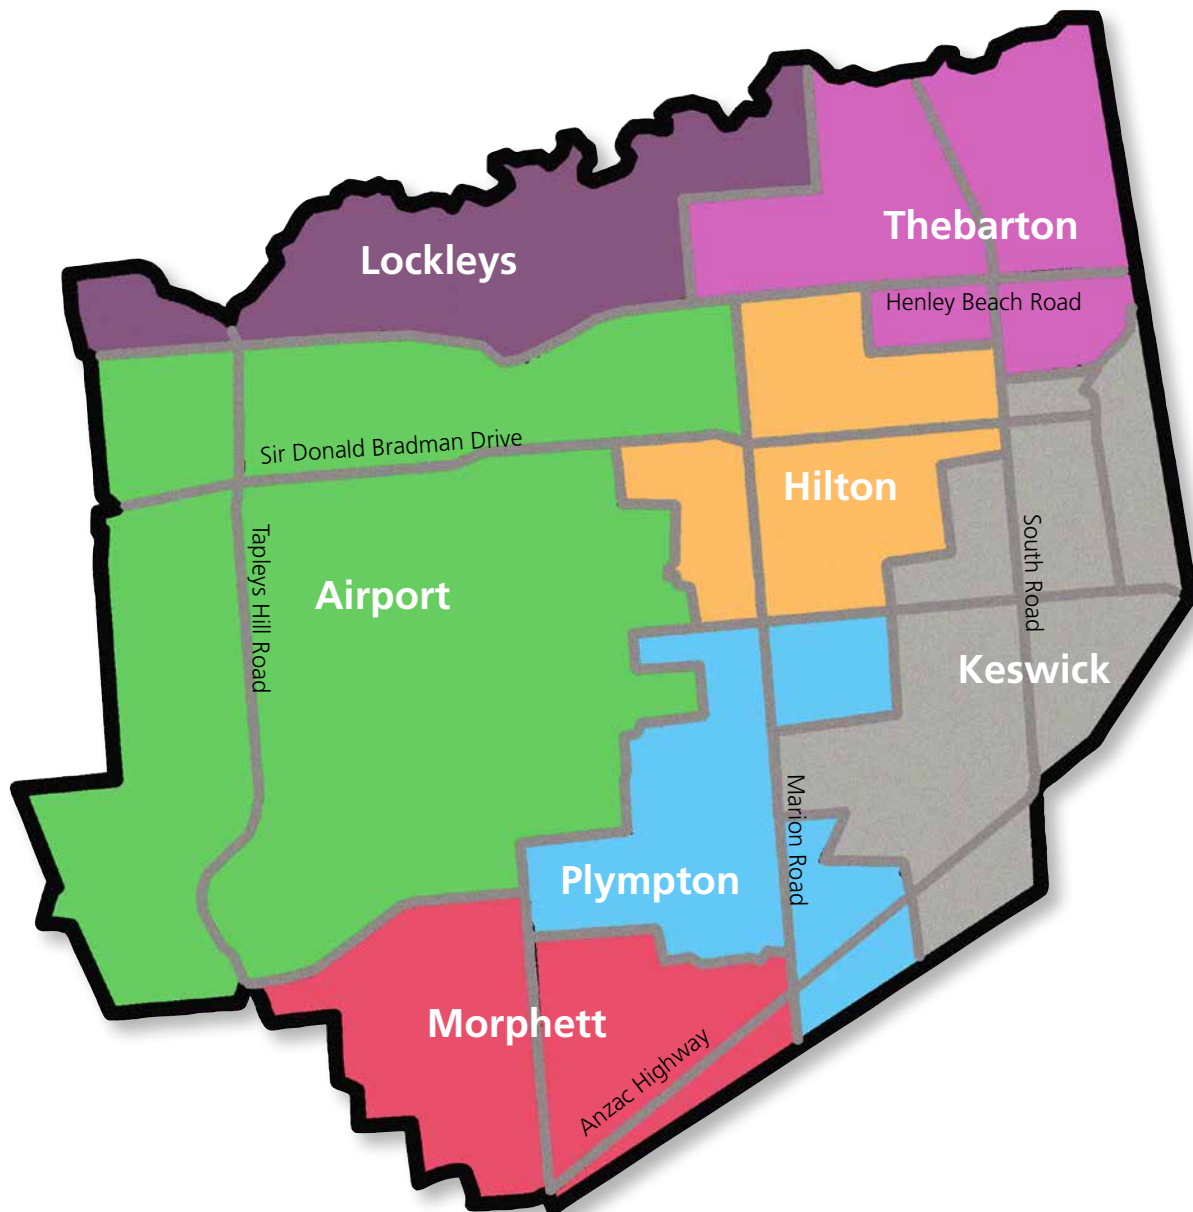 Thebarton
Lockleys
Henley Beach Road
Sir Donald Bradman Drive
Hilton
Tapleys Hill Road
South Road
Airport
Keswick
Marion Road
Plympton
Morphett
Anzac Highway